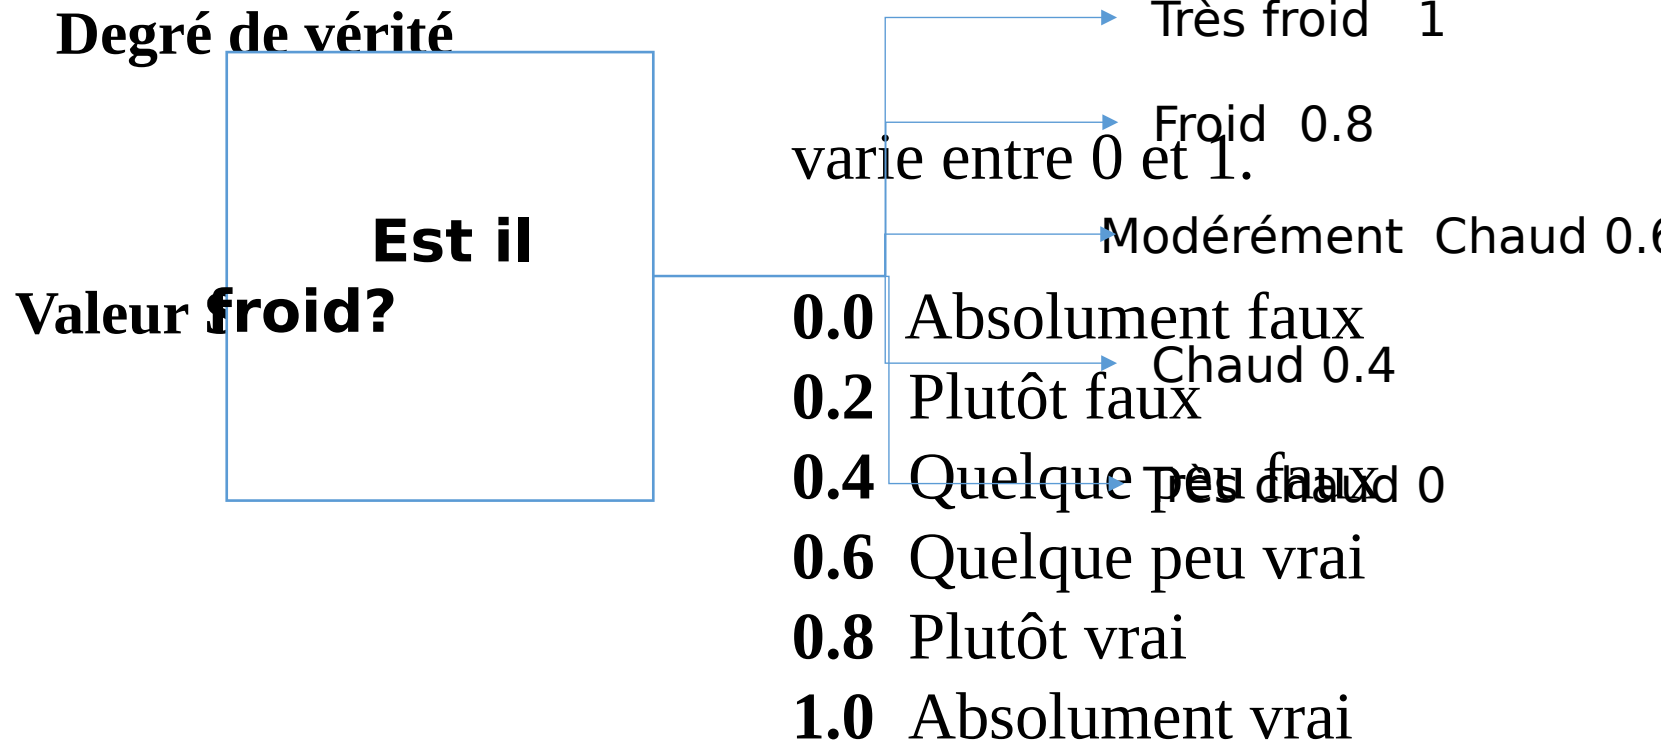 Degré de vérité
Très froid 1
Froid 0.8
varie entre 0 et 1.
Est il
froid?
Modérément Chaud 0.6
Valeur
0.0 Absolument faux
Chaud 0.4
0.2 Plutôt faux
0.4 Quelque peu faux
Très chaud 0
0.6 Quelque peu vrai
0.8 Plutôt vrai
1.0 Absolument vrai